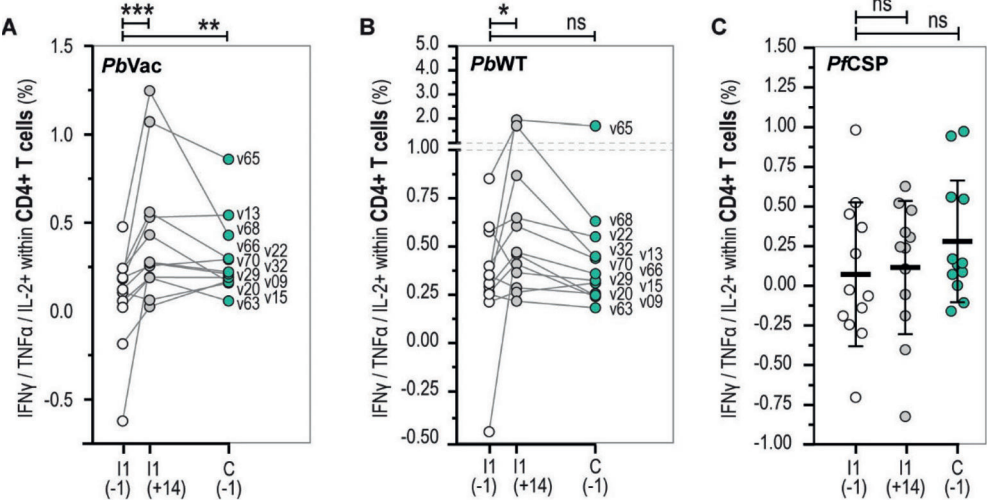 A
***
**
PbVac
IFNγ / TNFα / IL-2+ within CD4+ T cells (%)
1.5
1.0
0.5
0.0
-0.5
v65
v13
v68
v66 v22
v70 v32
v29 v09
v20 v15
v63
I1 I1 C
(-1) (+14) (-1)
B
*
ns
PbWT
IFNγ / TNFα / IL-2+ within CD4+ T cells (%)
5.0
4.0
3.0
2.0
1.00
0.75
0.50
0.25
0.00
-0.25
-0.50
v65
v68
v22
v32 v13
v70 v66
v29 v15
v20 v09
v63
I1 I1 C
(-1) (+14) (-1)
C
ns
ns
PfCSP
IFNγ / TNFα / IL-2+ within CD4+ T cells (%)
1.50
1.25
1.00
0.75
0.50
0.25
0.00
-0.25
-0.50
-0.75
-1.00
I1 I1 C
(-1) (+14) (-1)